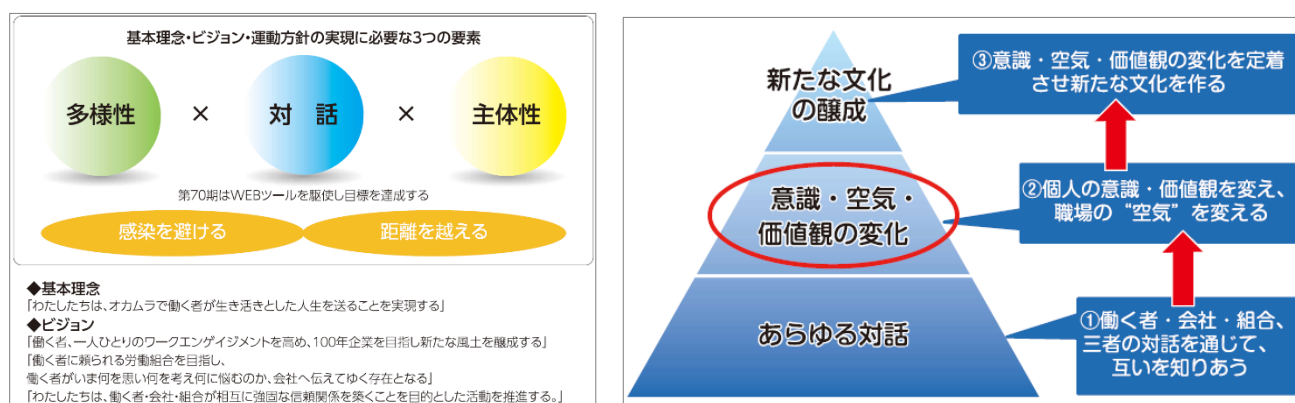 基本理念・ビジョン・運動方針の実現に必要な3つの要素
多様性 × 対 話 × 主体性
第70期はWEBツールを駆使し目標を達成する
感染を避ける 距離を越える
◆基本理念
「わたしたちは、オカムラで働く者が生き活きとした人生を送ることを実現する」
◆ビジョン
「働く者、一人ひとりのワークエンゲイジメントを高め、100年企業を目指し新たな風土を醸成する」
「働く者に頼られる労働組合を目指し、
働く者がいま何を思い何を考え何に悩むのか、会社へ伝えてゆく存在となる」
「わたしたちは、働く者・会社・組合が相互に強固な信頼関係を築くことを目的とした活動を推進する。」
新たな文化
の醸成
③意識・空気・価値観の変化を定着
させ新たな文化を作る
意識・空気・
価値観の変化
②個人の意識・価値観を変え、
職場の“空気”を変える
あらゆる対話
①働く者・会社・組合、
三者の対話を通じて、
互いを知りあう